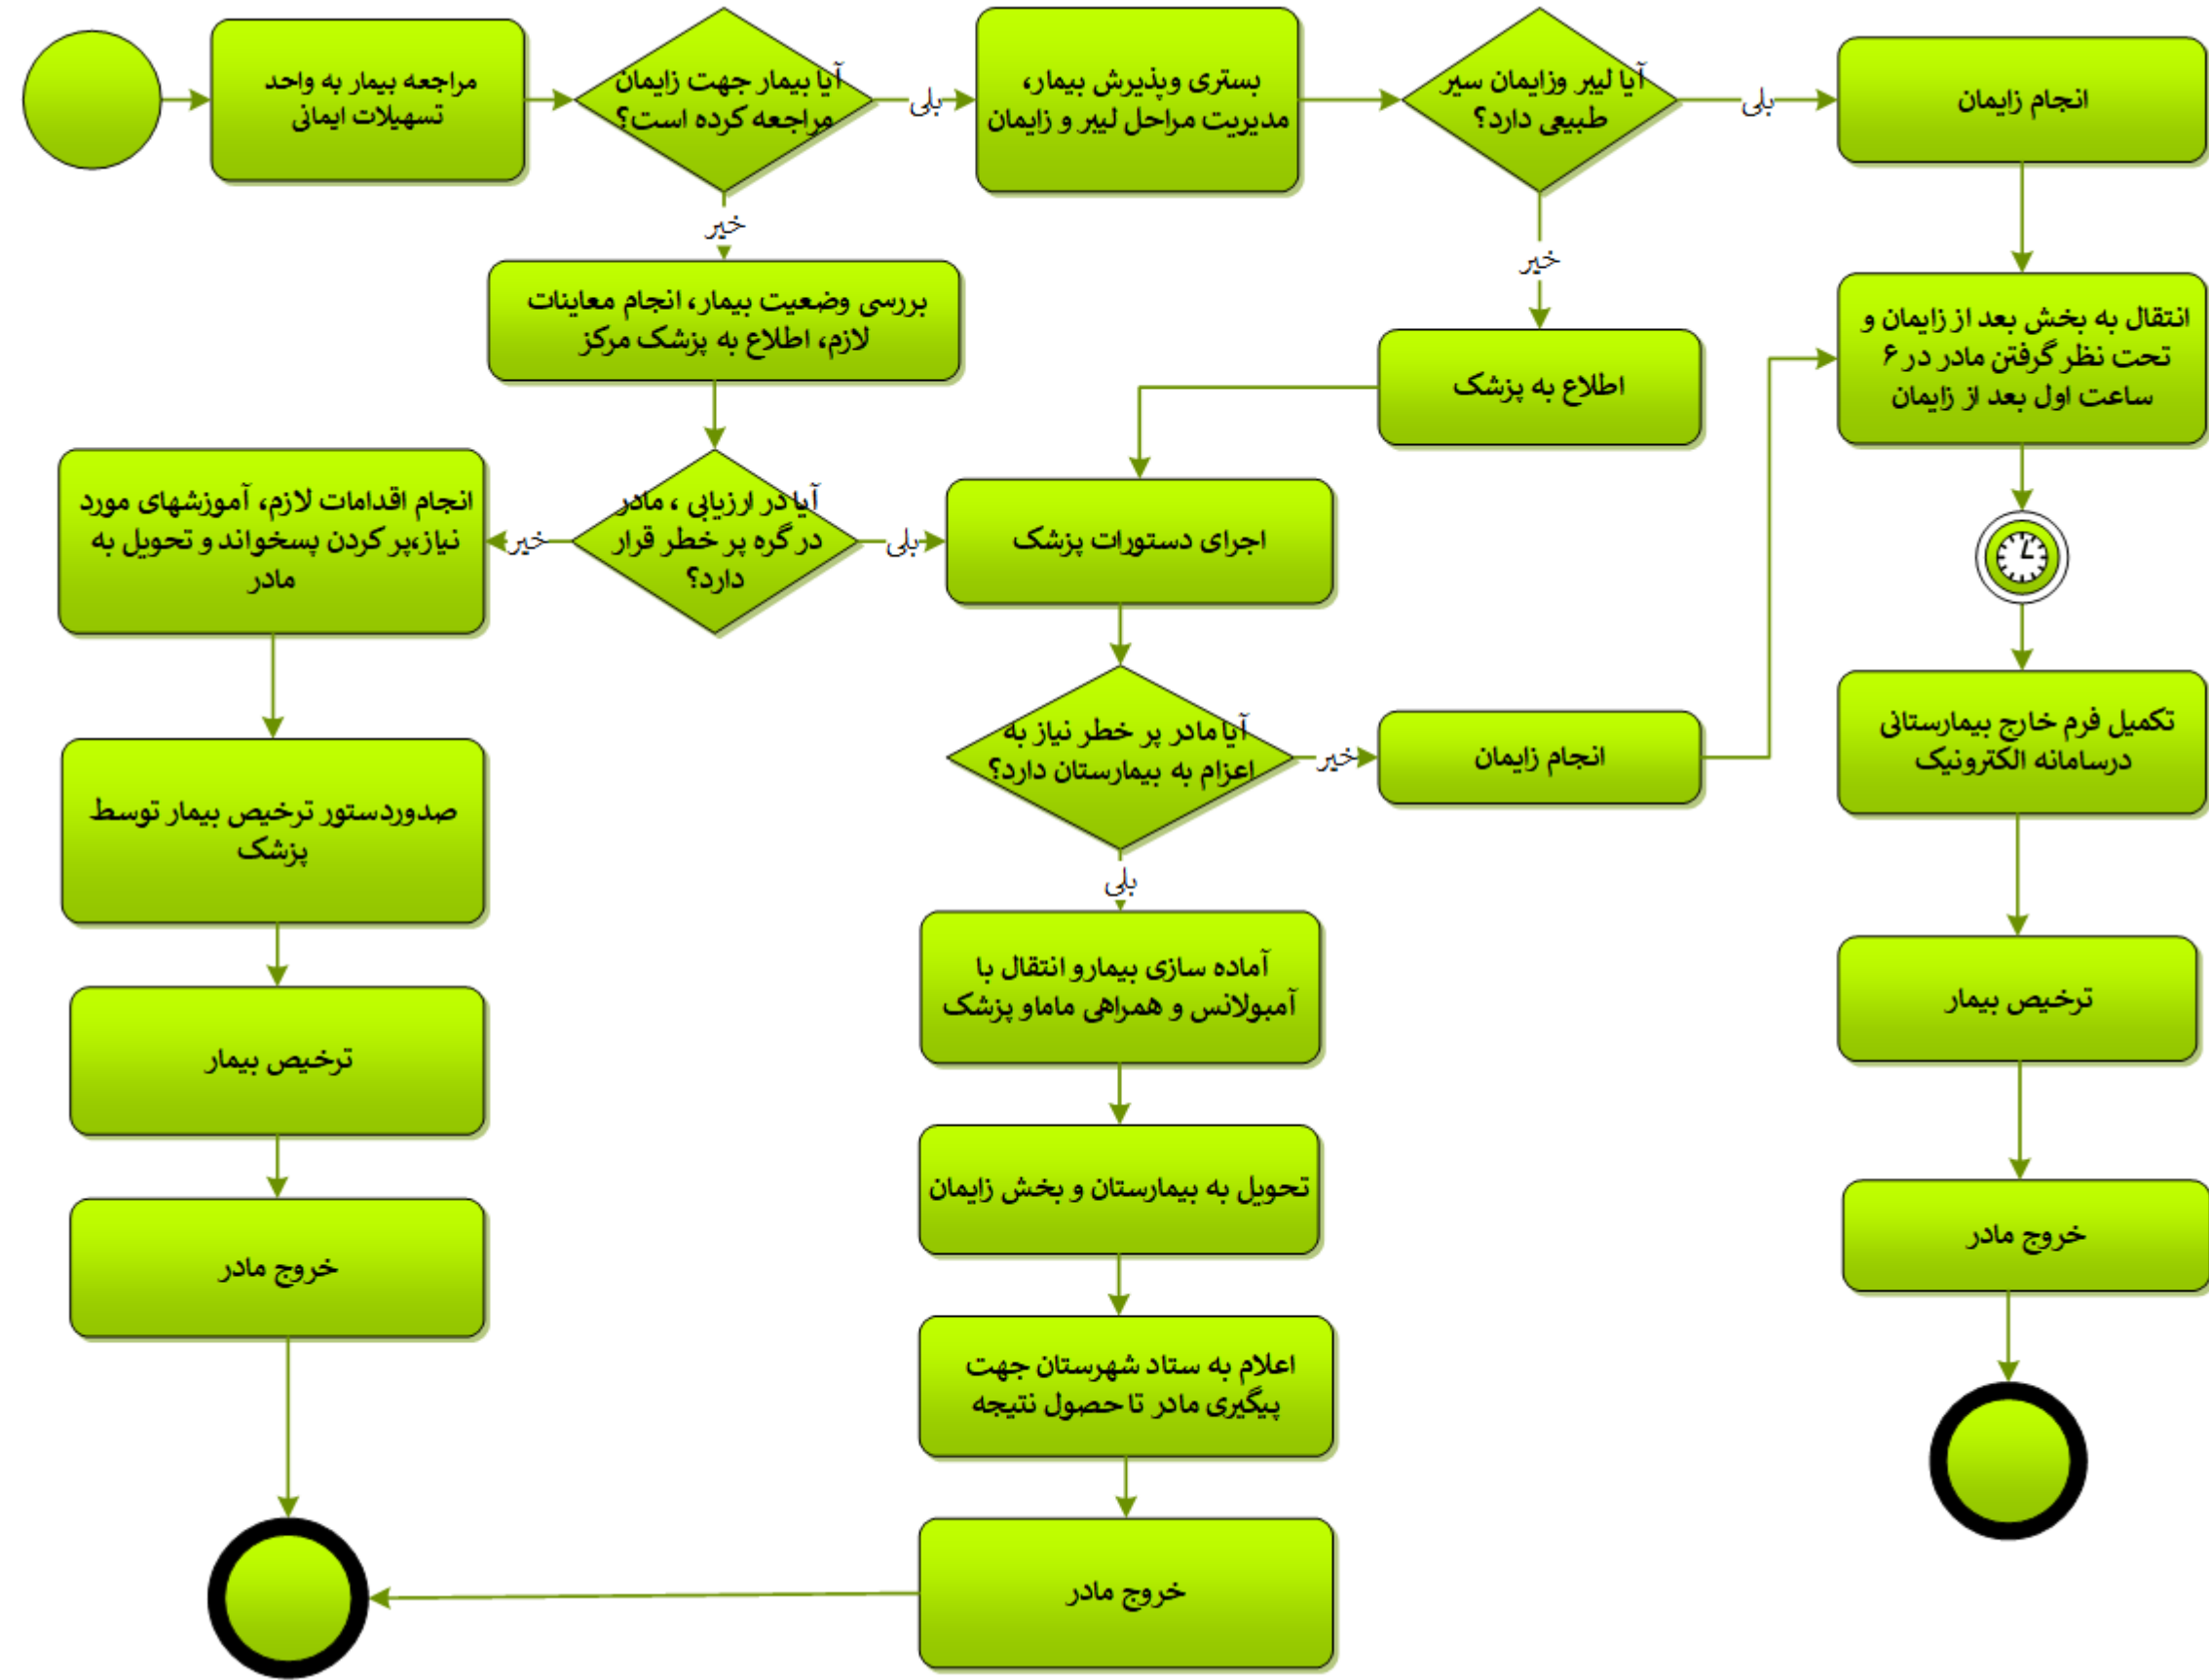 مراجعه بیمار به واحد
تسهیلات ایمانی
آیا بیمار جهت زایمان
مراجعه کرده است؟
بلی
بستری وپذیرش بیمار،
مدیریت مراحل لیبر و زایمان
آیا لیبر وزایمان سیر
طبیعی دارد؟
بلی
انجام زایمان
خیر
بررسی وضعیت بیمار، انجام معاینات
لازم، اطلاع به پزشک مرکز
خیر
اطلاع به پزشک
انتقال به بخش بعد از زایمان و
تحت نظر گرفتن مادر در ۶
ساعت اول بعد از زایمان
آیا در ارزیابی ، مادر
در گره پر خطر قرار
دارد؟
خیر
انجام اقدامات لازم، آموزشهای مورد
نیاز،پر کردن پسخواند و تحویل به
مادر
بلی
اجرای دستورات پزشک
آیا مادر پر خطر نیاز به
اعزام به بیمارستان دارد؟
خیر
انجام زایمان
تکمیل فرم خارج بیمارستانی
درسامانه الکترونیک
صدوردستور ترخیص بیمار توسط
پزشک
بلی
آماده سازی بیمارو انتقال با
آمبولانس و همراهی ماماو پزشک
ترخیص بیمار
ترخیص بیمار
تحویل به بیمارستان و بخش زایمان
خروج مادر
خروج مادر
اعلام به ستاد شهرستان جهت
پیگیری مادر تا حصول نتیجه
خروج مادر